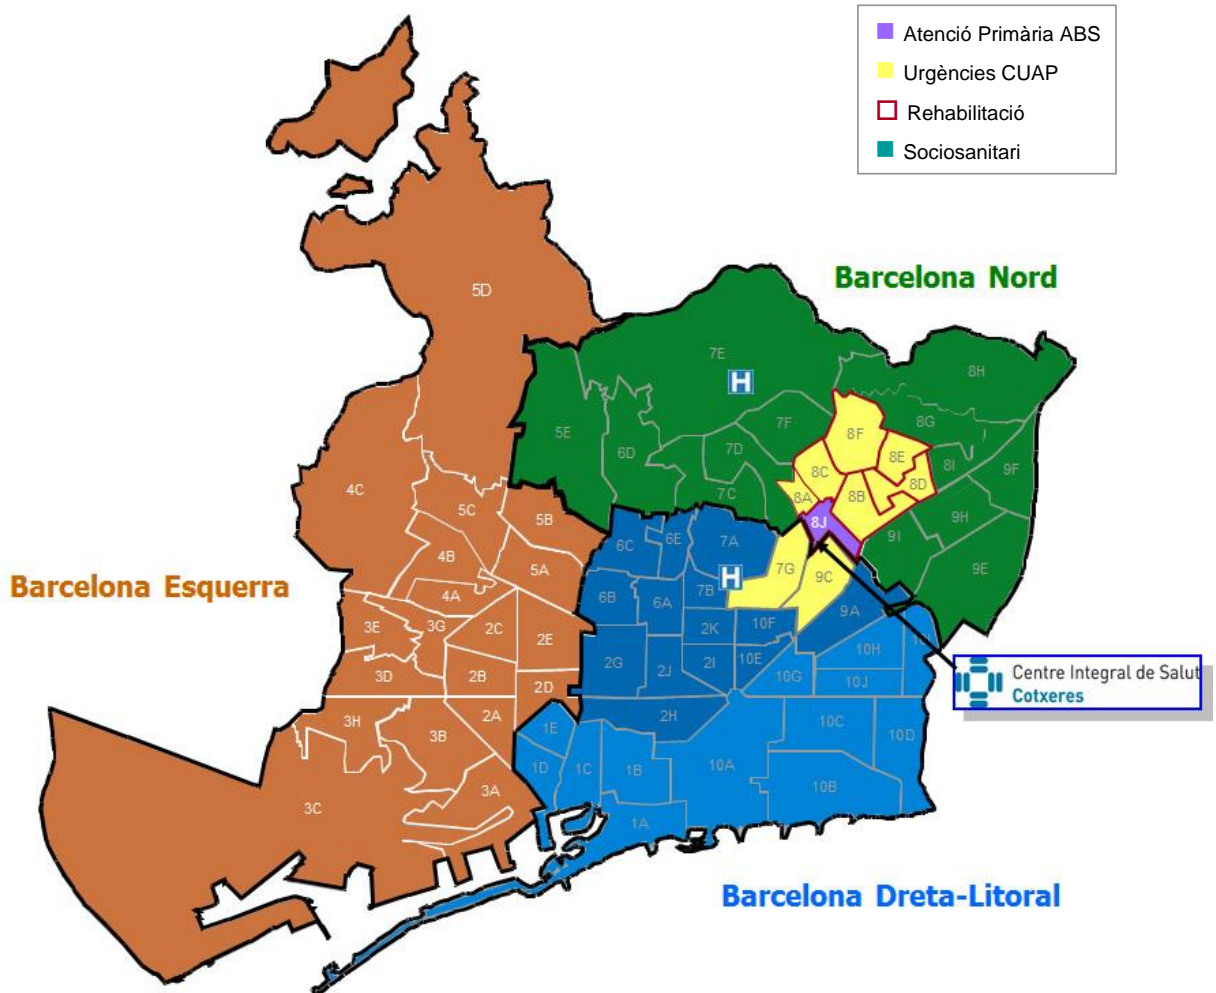 Atenció Primària ABS
Urgències CUAP
Rehabilitació
Sociosanitari
Barcelona Nord
5D
7E
H
8H
7F
8G
5E
8F
6D
7D
8E
8I
9F
8C
4C
7C
8A
8B
8D
5C
5B
8J
9H
6C
6E
7A
9I
4B
5A
7G
9C
9E
H
Barcelona Esquerra
4A
6B
6A
7B
9A
3E
3G
2C
2E
2K
10F
10H
10I
2G
2J
2I
10E
3D
2B
2D
10G
10J
Centre Integral de Salut
Cotxeres
3H
2A
2H
1E
3B
10C
10D
1D
1C
1B
10A
3A
10B
3C
1A
Barcelona Dreta-Litoral